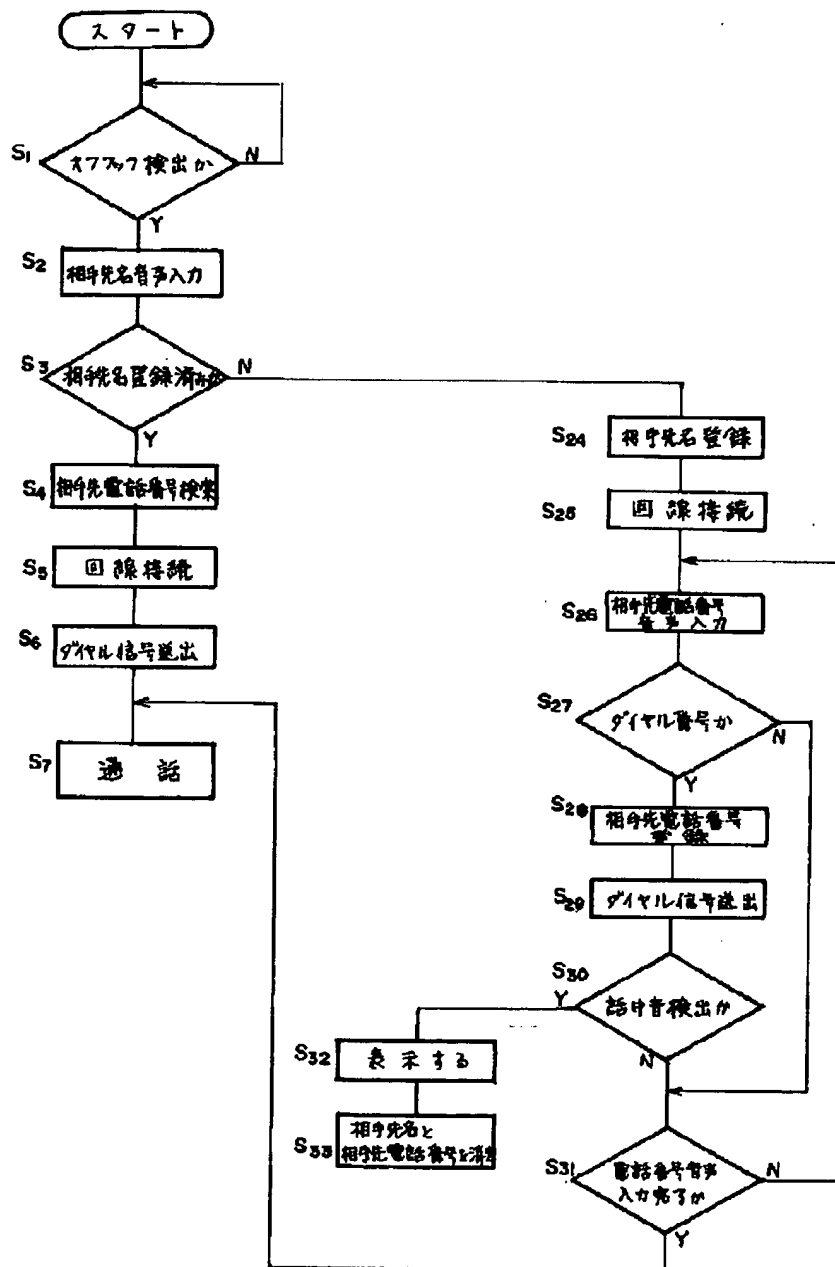 スタート
S1
オフフック検出か
N
Y
S2
相手先名音声入力
S3
相手先名登録済みか
N
Y
S4
相手先電話番号検索
S5
回線接続
S6
ダイヤル信号送出
S7
通話
S24
相手先名登録
S25
回線接続
S26
相手先電話番号
音声入力
S27
ダイヤル番号か
N
Y
S28
相手先電話番号
登録
S29
ダイヤル信号送出
S30
話中音検出か
Y
N
S32
表示する
S33
相手先名と
相手先電話番号を消去
S31
電話番号音声
入力完了か
N
Y